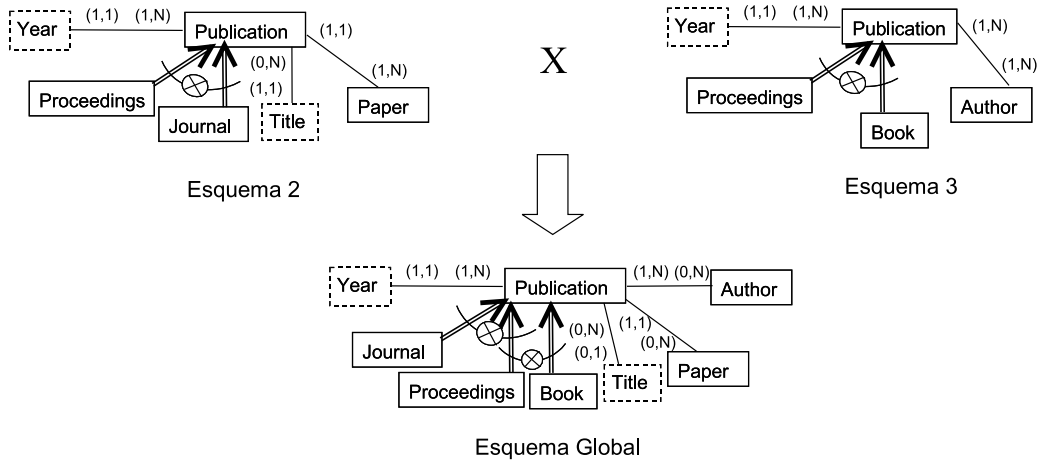 Year (1,1) (1,N) Publication (1,1)
(0,N)
(1,N)
Proceedings (1,1)
Journal Title Paper
Esquema 2
X
Year (1,1) (1,N) Publication (1,N)
(1,N)
Proceedings Author
Book
Esquema 3
Year (1,1) (1,N) Publication (1,N) (0,N) Author
(0,N) (1,1)
Journal (0,1) (0,N)
Proceedings Book Title Paper
Esquema Global